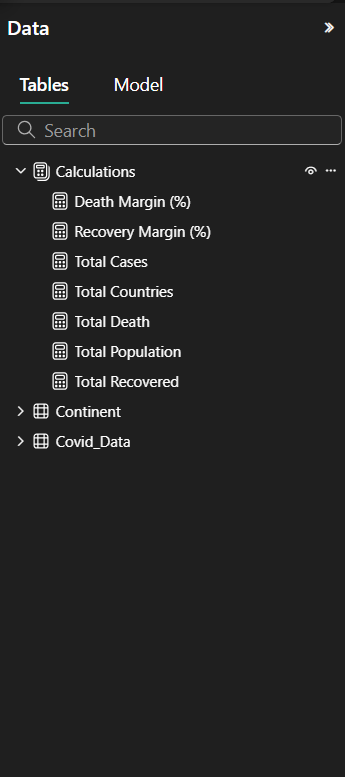 Data
Tables Model
Search
Calculations
Death Margin (%)
Recovery Margin (%)
Total Cases
Total Countries
Total Death
Total Population
Total Recovered
Continent
Covid_Data